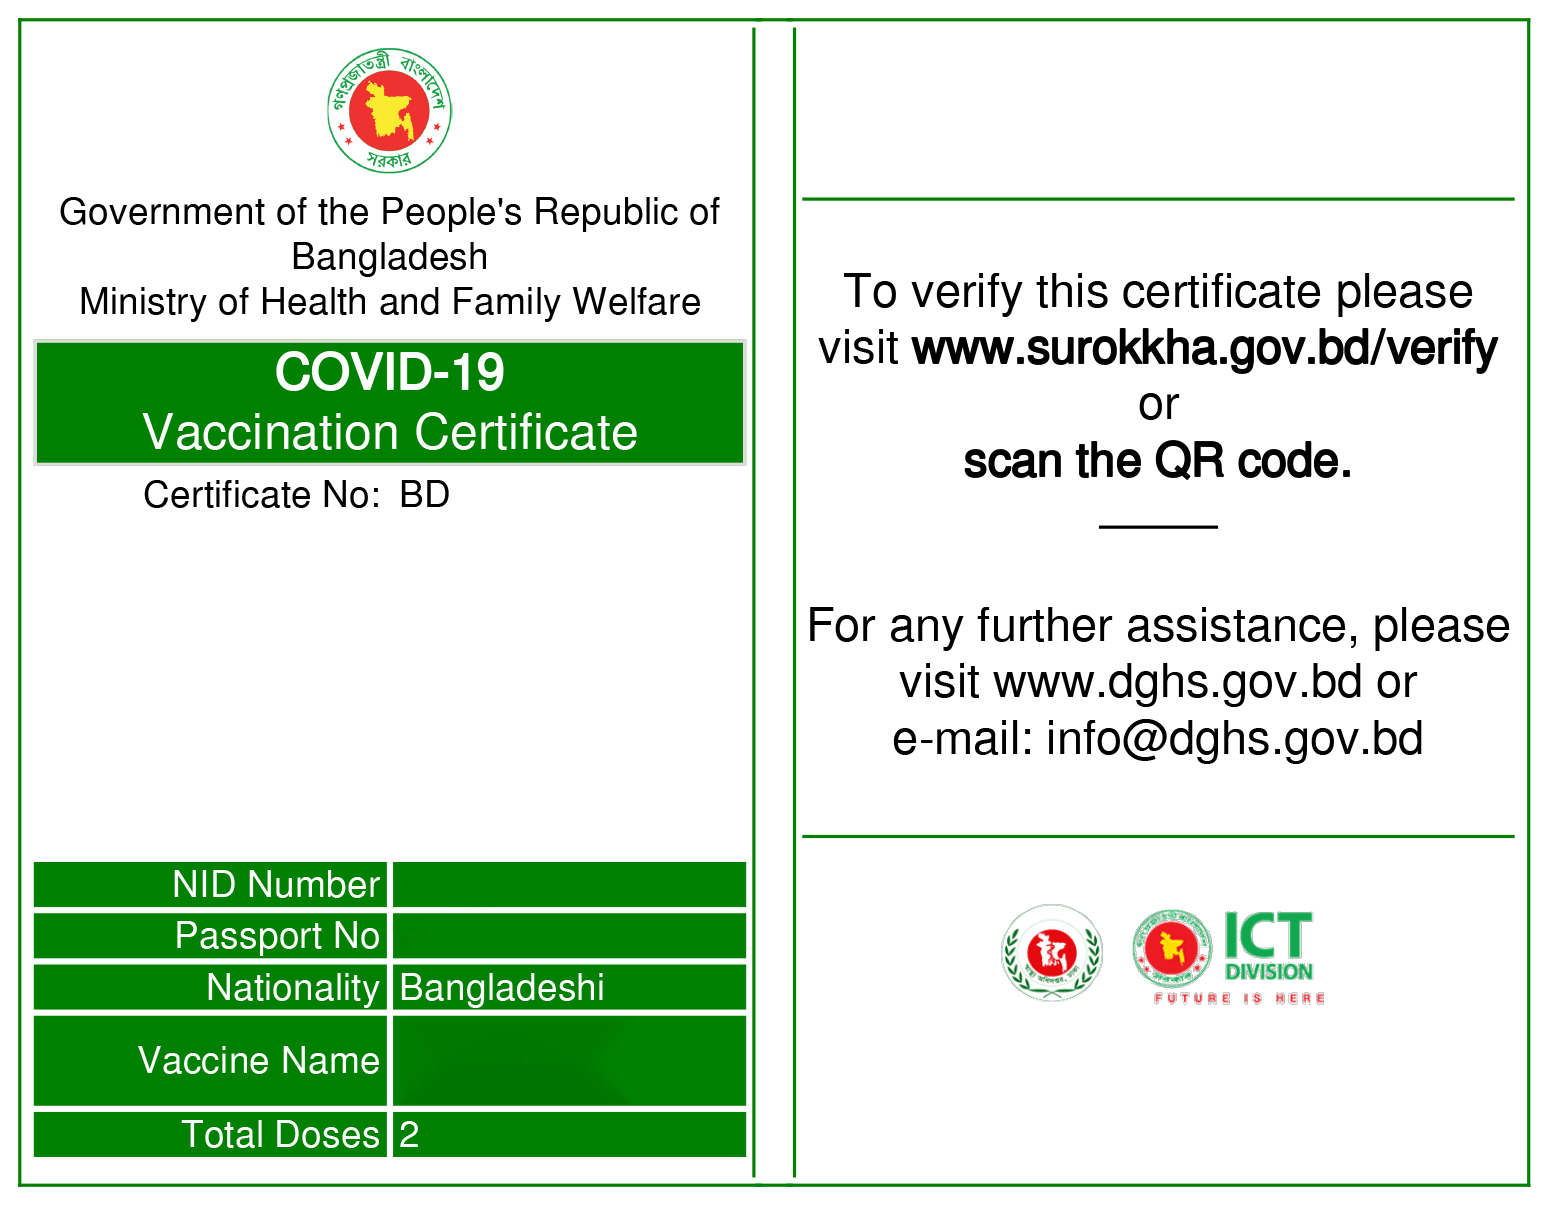 গণপ্রজাতন্ত্রী বাংলাদেশ
সরকার
Government of the People's Republic of
Bangladesh
Ministry of Health and Family Welfare
COVID-19
Vaccination Certificate
Certificate No: BD
NID Number
Passport No
Nationality Bangladeshi
Vaccine Name
Total Doses 2
To verify this certificate please
visit www.surokkha.gov.bd/verify
or
scan the QR code.
For any further assistance, please
visit www.dghs.gov.bd or
e-mail: info@dghs.gov.bd
ICT
DIVISION
FUTURE IS HERE